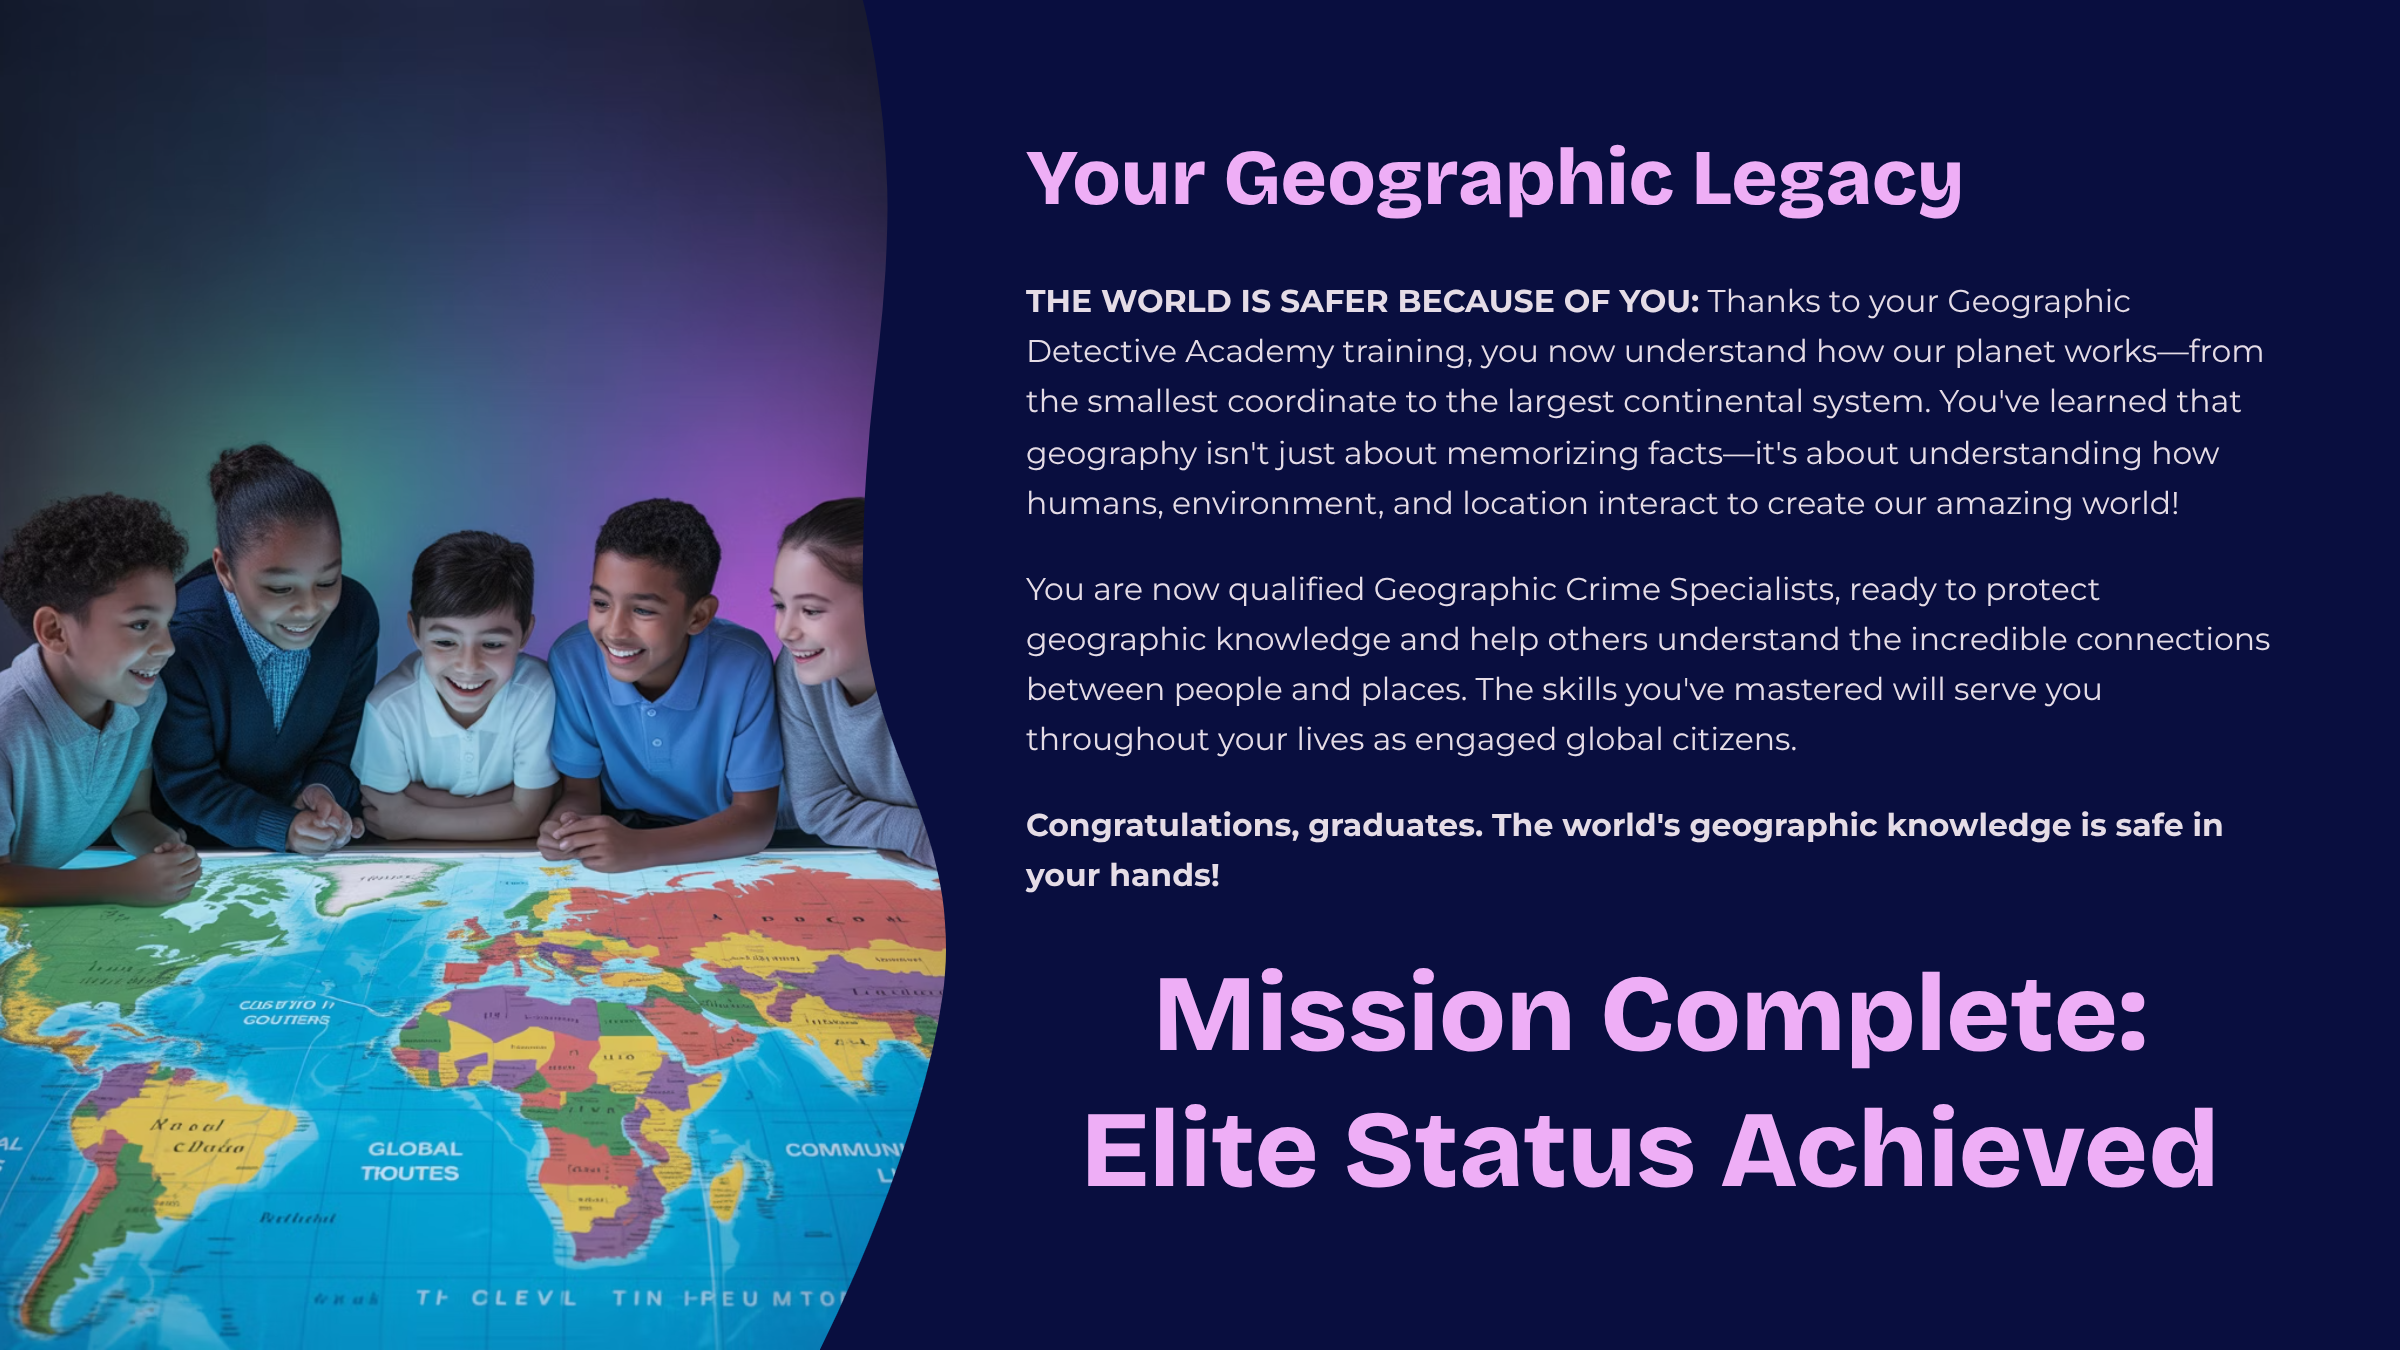 Your Geographic Legacy
THE WORLD IS SAFER BECAUSE OF YOU: Thanks to your Geographic
Detective Academy training, you now understand how our planet works—from
the smallest coordinate to the largest continental system. You've learned that
geography isn't just about memorizing facts—it's about understanding how
humans, environment, and location interact to create our amazing world!
You are now qualified Geographic Crime Specialists, ready to protect
geographic knowledge and help others understand the incredible connections
between people and places. The skills you've mastered will serve you
throughout your lives as engaged global citizens.
Congratulations, graduates. The world's geographic knowledge is safe in
your hands!
Mission Complete:
Elite Status Achieved
GLOBAL